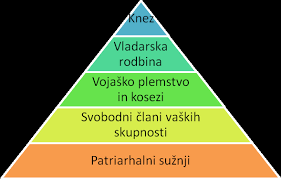 Knez
Vladarska
rodbina
Vojaško plemstvo
in kosezi
Svobodni člani vaških
skupnosti
Patriarhalni sužnji